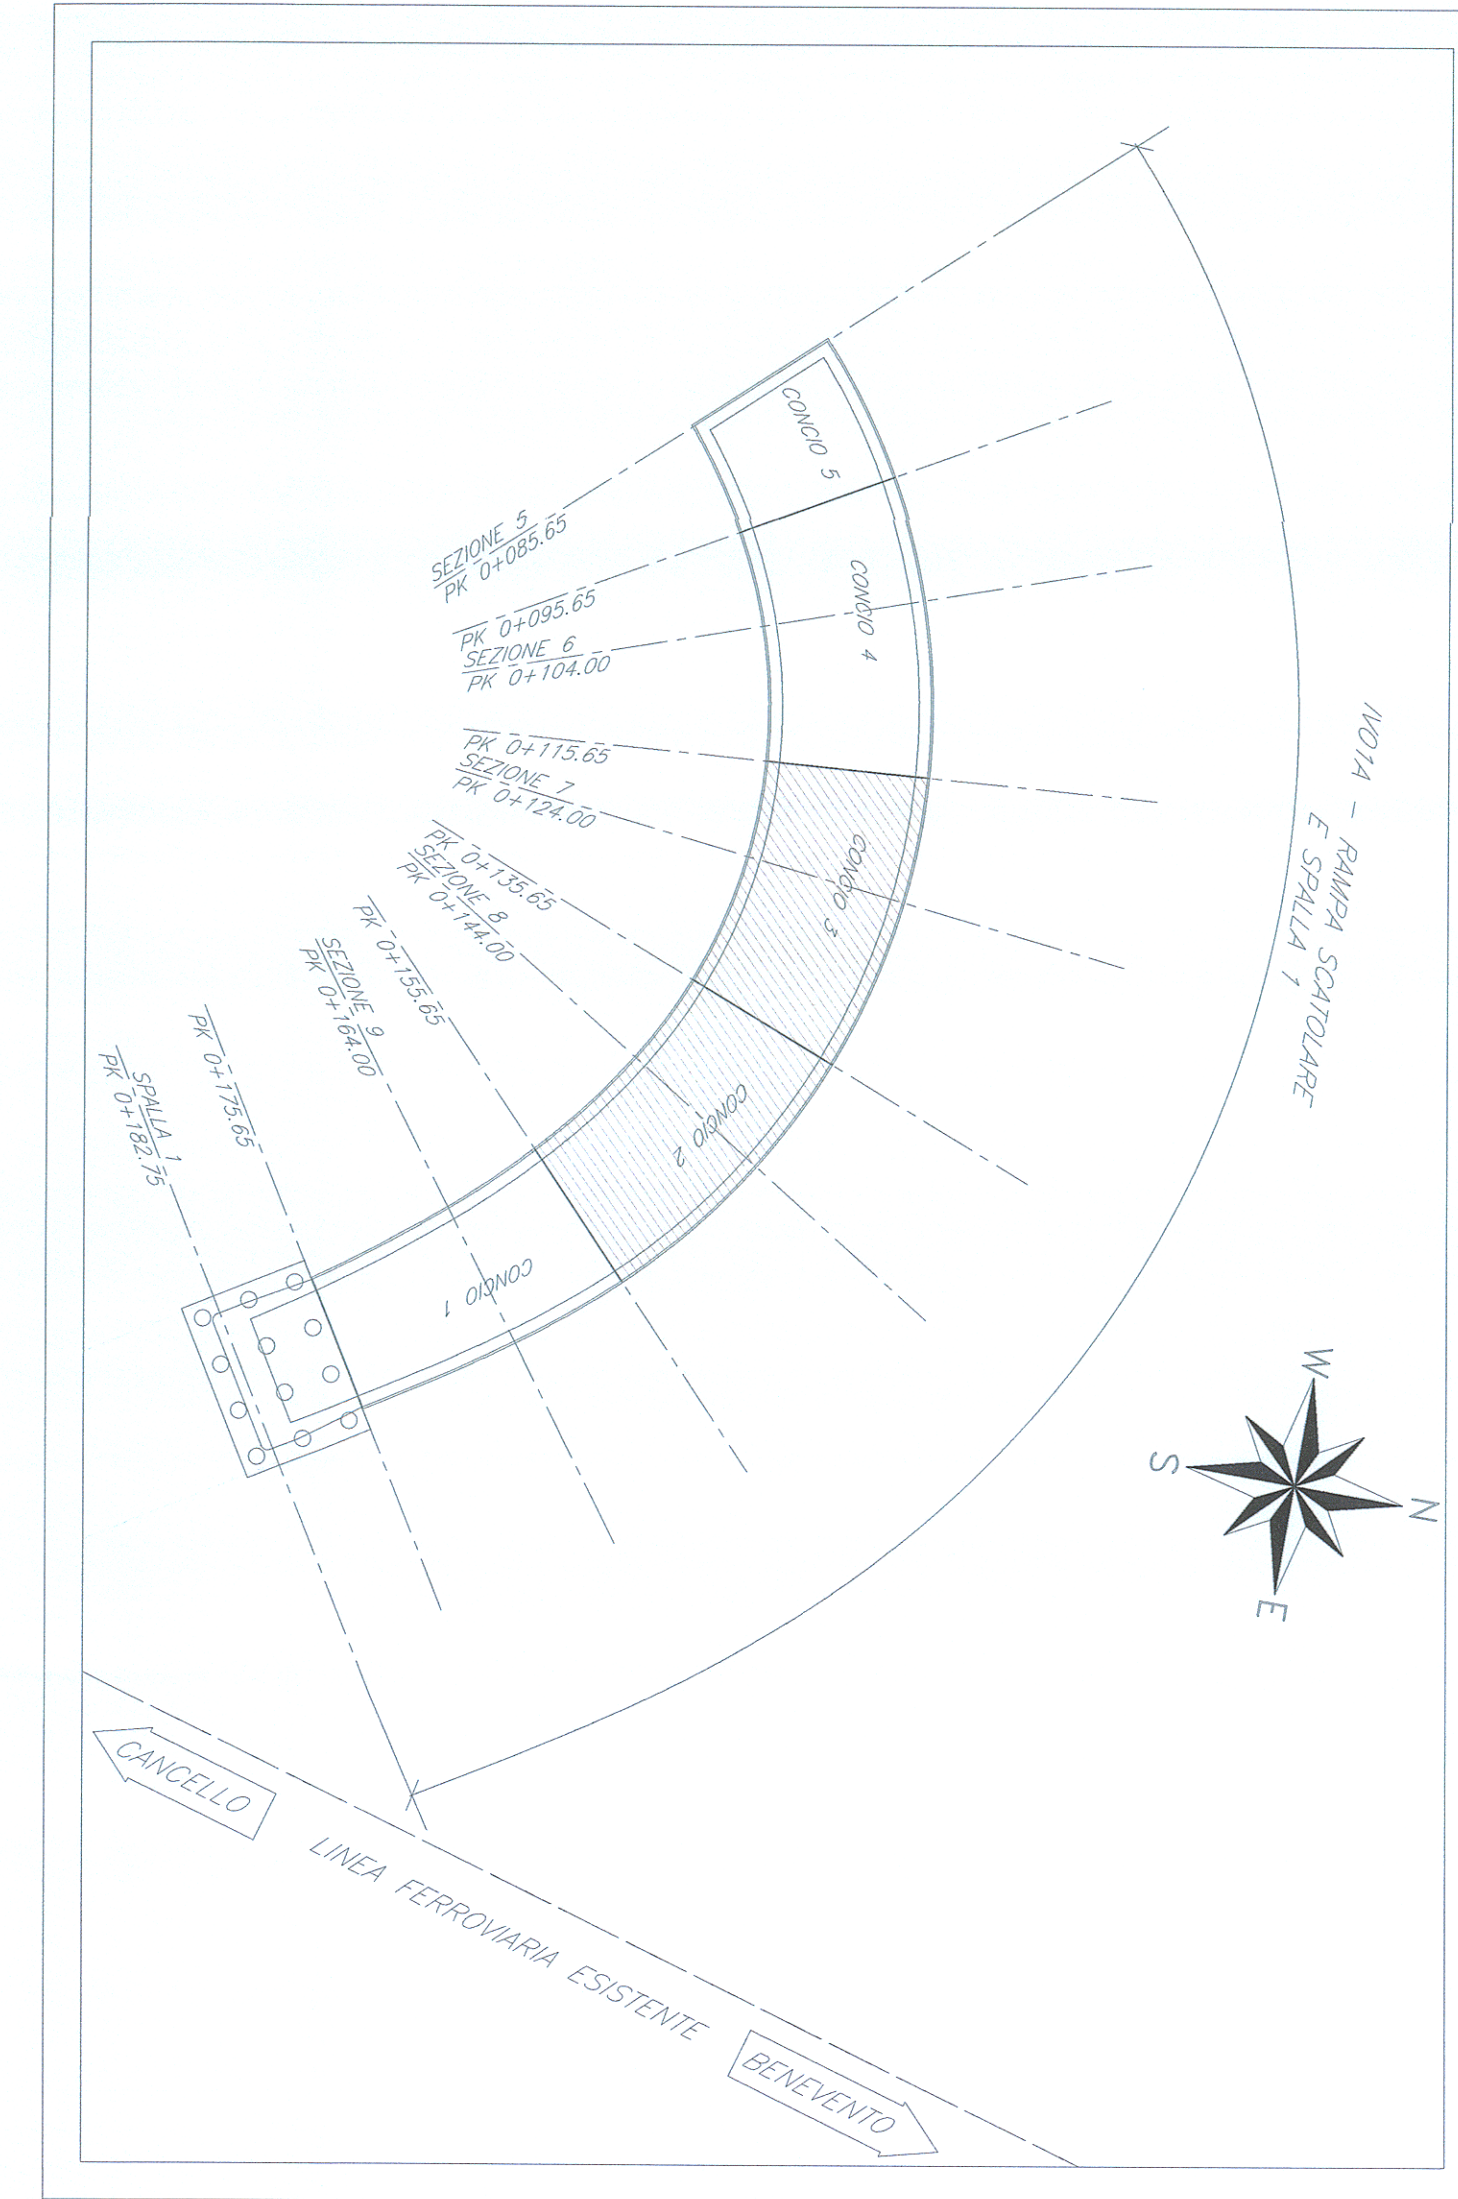 IV01A - RAMPA SCATOLARE
E SPALLA 1
CONCIO 5
CONCIO 4
CONCIO 3
CONCIO 2
CONCIO 1
SEZIONE 5
PK 0+085.65
PK 0+095.65
SEZIONE 6
PK 0+104.00
PK 0+115.65
SEZIONE 7
PK 0+124.00
PK 0+135.65
SEZIONE 8
PK 0+144.00
PK 0+155.65
SEZIONE 9
PK 0+164.00
PK 0+175.65
SPALLA 1
PK 0+182.75
W
N
S
E
CANCELLO
LINEA FERROVIARIA ESISTENTE
BENEVENTO